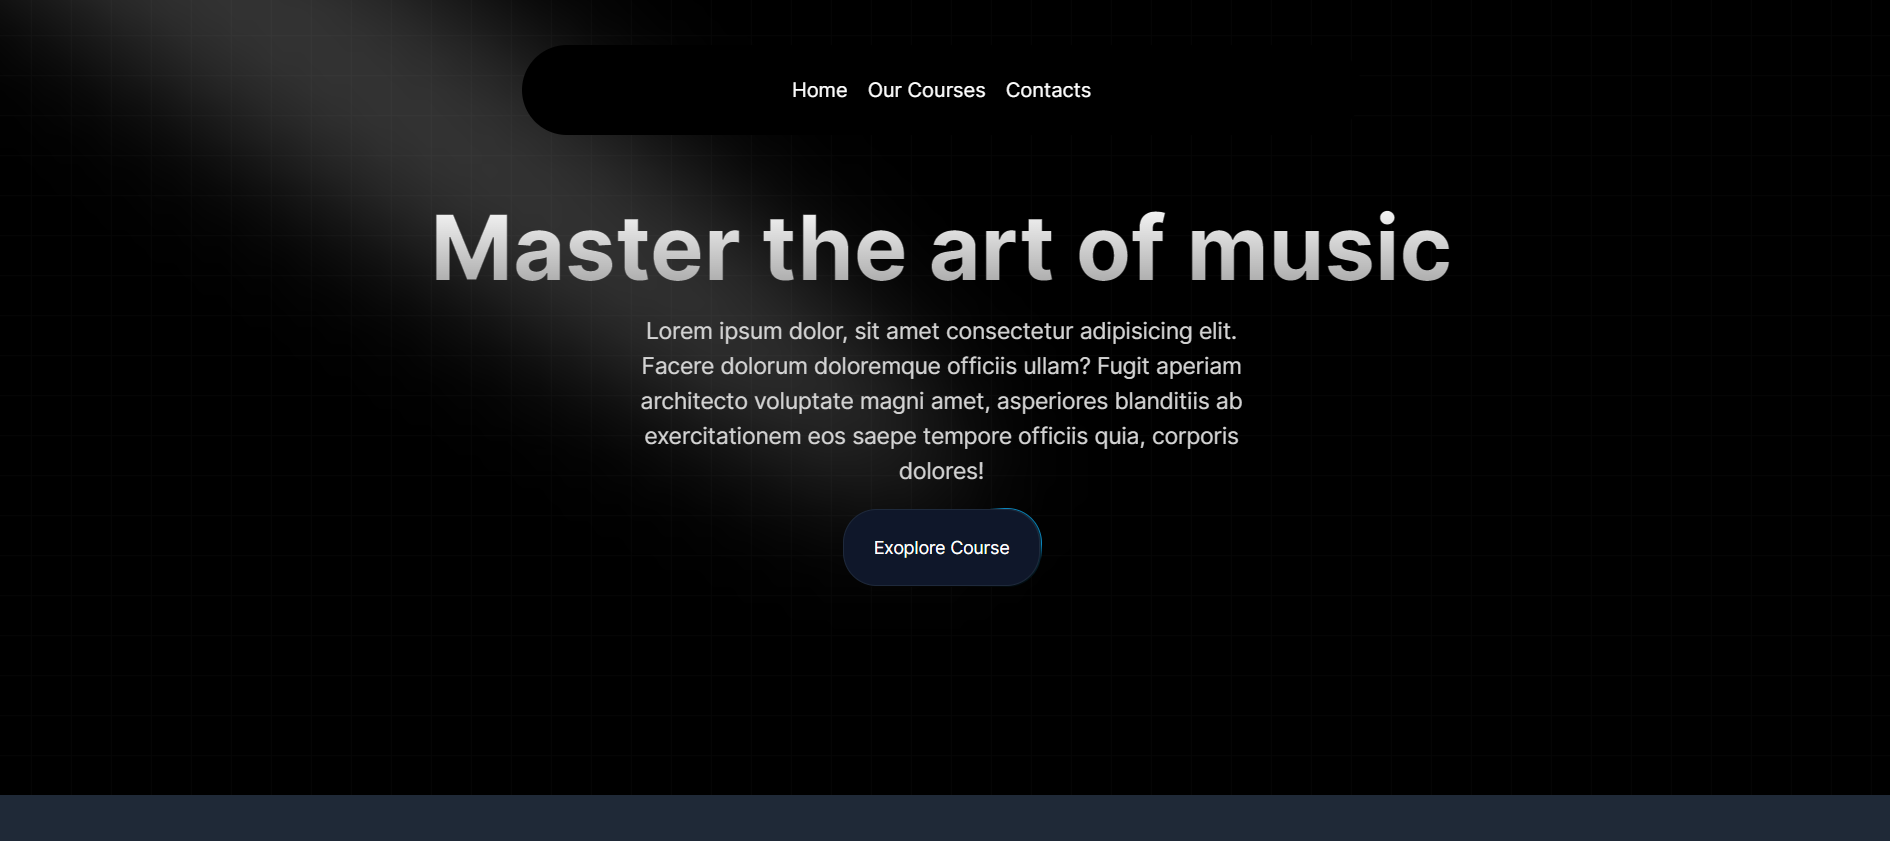 Home Our Courses Contacts
Master the art of music
Lorem ipsum dolor, sit amet consectetur adipisicing elit.
Facere dolorum doloremque officiis ullam? Fugit aperiam
architecto voluptate magni amet, asperiores blanditiis ab
exercitationem eos saepe tempore officiis quia, corporis
dolores!
Exoplore Course